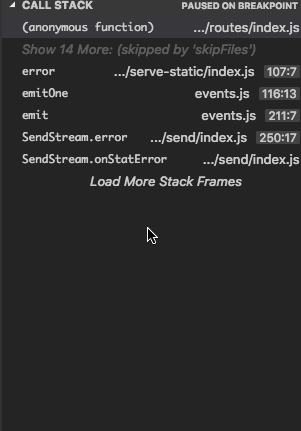 CALL STACK PAUSED ON BREAKPOINT
(anonymous function) .../routes/index.js
Show 14 More: (skipped by 'skipFiles')
error .../serve-static/index.js 107:7
emitOne events.js 116:13
emit events.js 211:7
SendStream.error .../send/index.js 250:17
SendStream.onStatError .../send/index.js
Load More Stack Frames